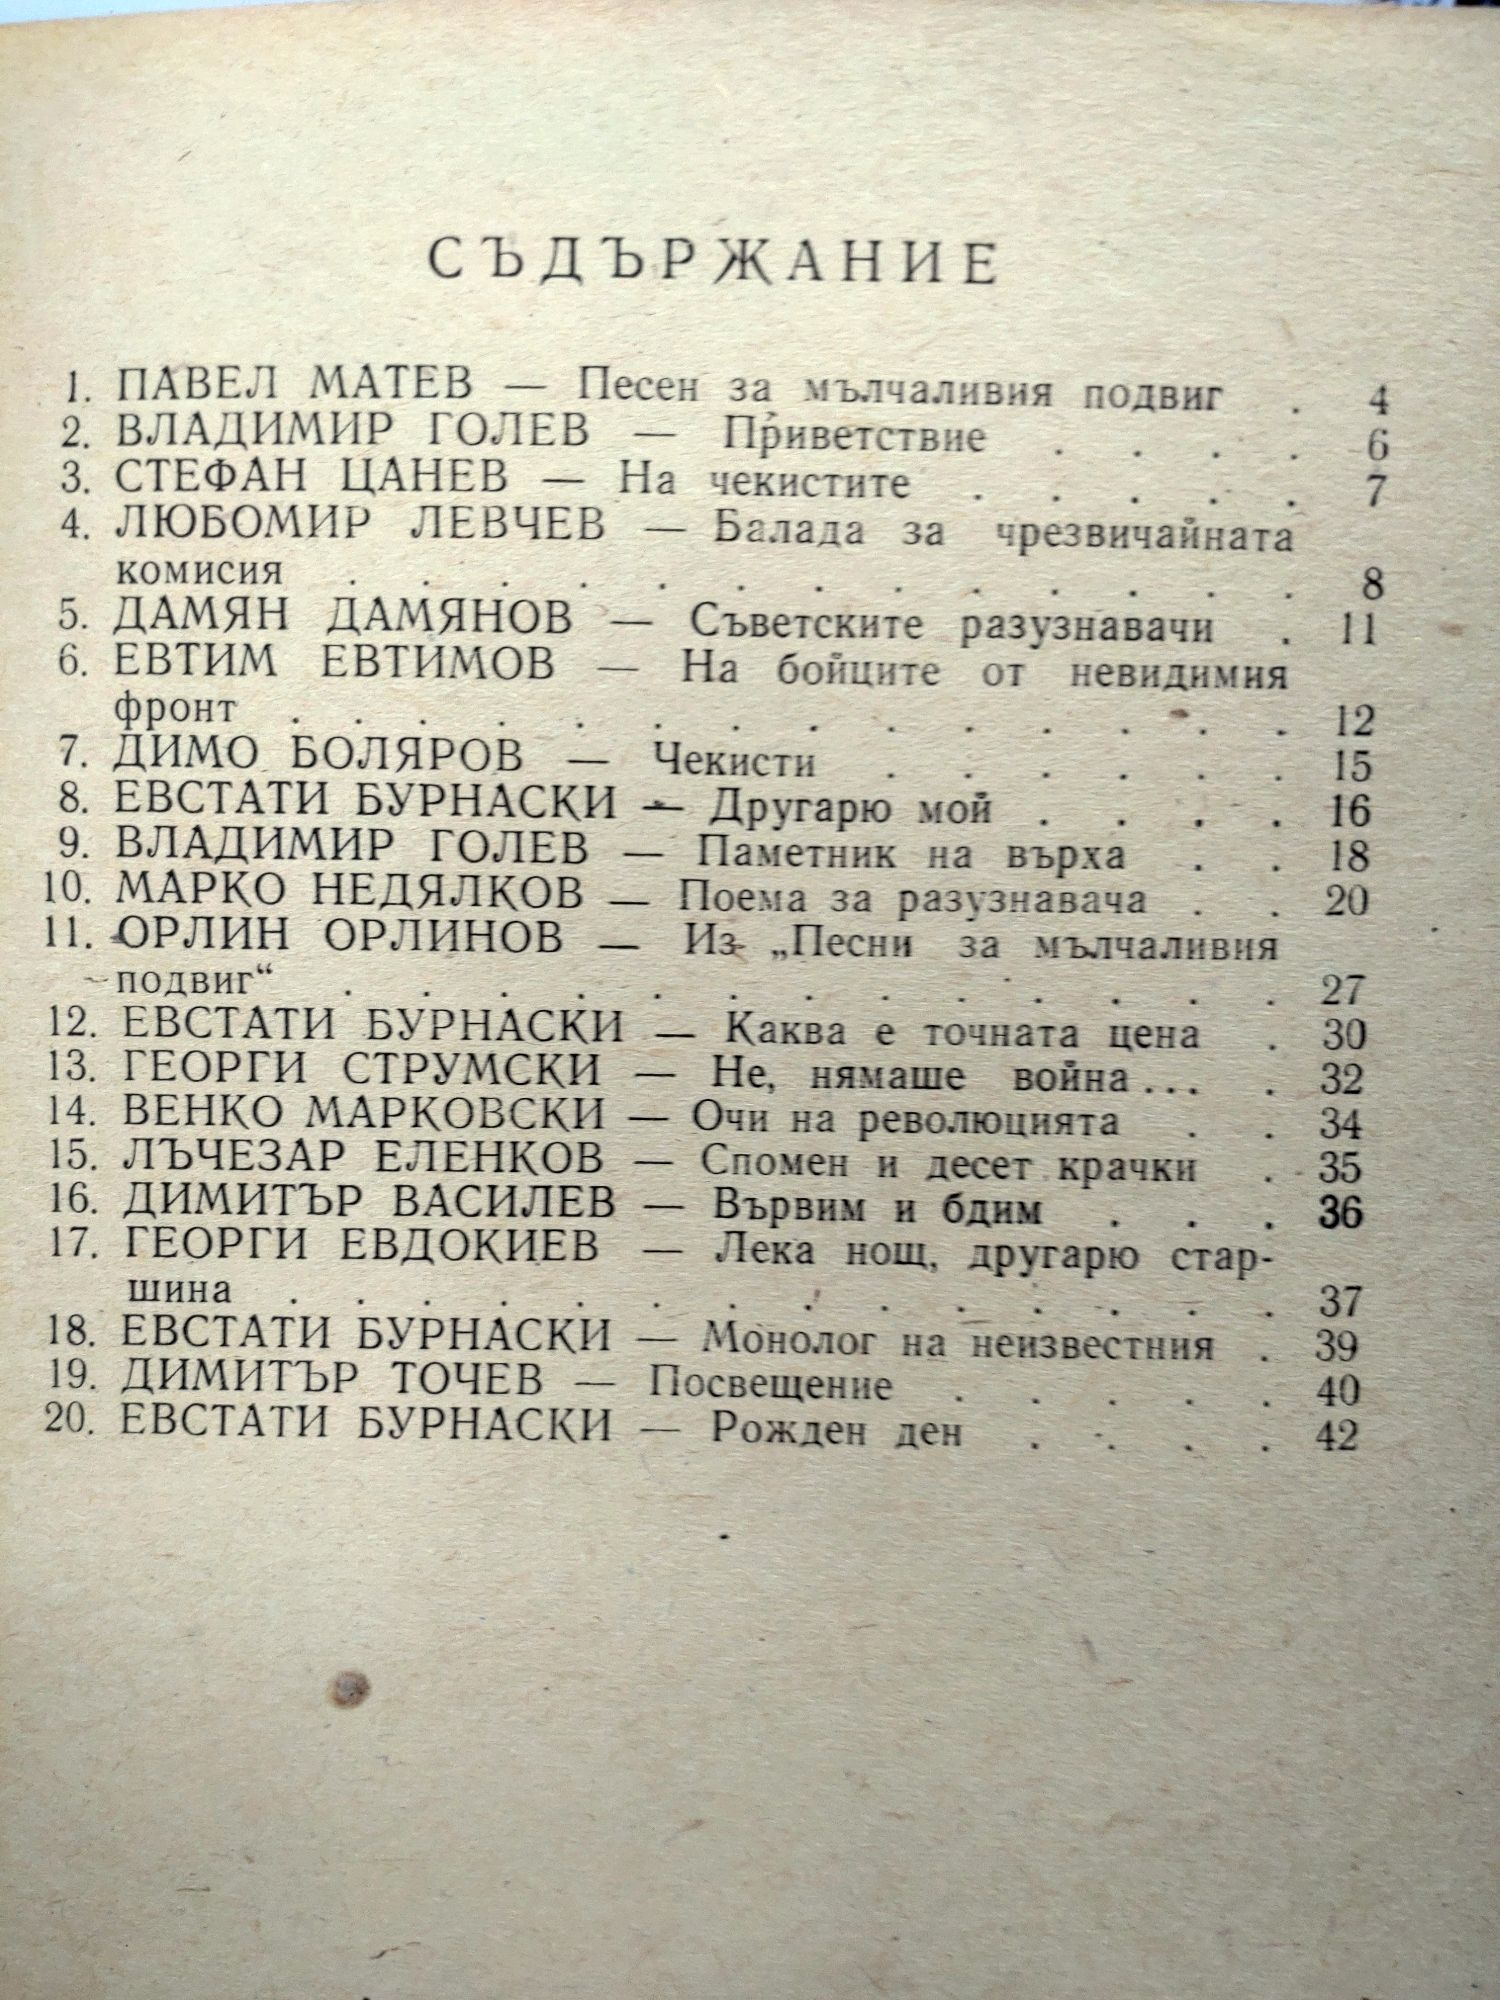 СЪДЪРЖАНИЕ
1. ПАВЕЛ МАТЕВ — Песен за мълчаливия подвиг . 4
2. ВЛАДИМИР ГОЛЕВ — Приветствие . . . . 6
3. СТЕФАН ЦАНЕВ — На чекистите . . . . . 7
4. ЛЮБОМИР ЛЕВЧЕВ — Балада за чрезвичайната
комисия . . . . . . . . . . . . . 8
5. ДАМЯН ДАМЯНОВ — Съветските разузнавачи . 11
6. ЕВТИМ ЕВТИМОВ — На бойците от невидимия
фронт . . . . . . . . . . . . . . 12
7. ДИМО БОЛЯРОВ — Чекисти . . . . . . 15
8. ЕВСТАТИ БУРНАСКИ — Другарю мой . . . . 16
9. ВЛАДИМИР ГОЛЕВ — Паметник на върха . . 18
10. МАРКО НЕДЯЛКОВ — Поема за разузнавача . . 20
11. ОРЛИН ОРЛИНОВ — Из „Песни за мълчаливия
подвиг“ . . . . . . . . . . . . . 27
12. ЕВСТАТИ БУРНАСКИ — Каква е точната цена . 30
13. ГЕОРГИ СТРУМСКИ — Не, нямаше война ... . 32
14. ВЕНКО МАРКОВСКИ — Очи на революцията . . 34
15. ЛЪЧЕЗАР ЕЛЕНКОВ — Спомен и десет крачки . 35
16. ДИМИТЪР ВАСИЛЕВ — Вървим и бдим . . . 36
17. ГЕОРГИ ЕВДОКИЕВ — Лека нощ, другарю стар-
шина . . . . . . . . . . . . . . 37
18. ЕВСТАТИ БУРНАСКИ — Монолог на неизвестния . 39
19. ДИМИТЪР ТОЧЕВ — Посвещение . . . . . 40
20. ЕВСТАТИ БУРНАСКИ — Рожден ден . . . . 42